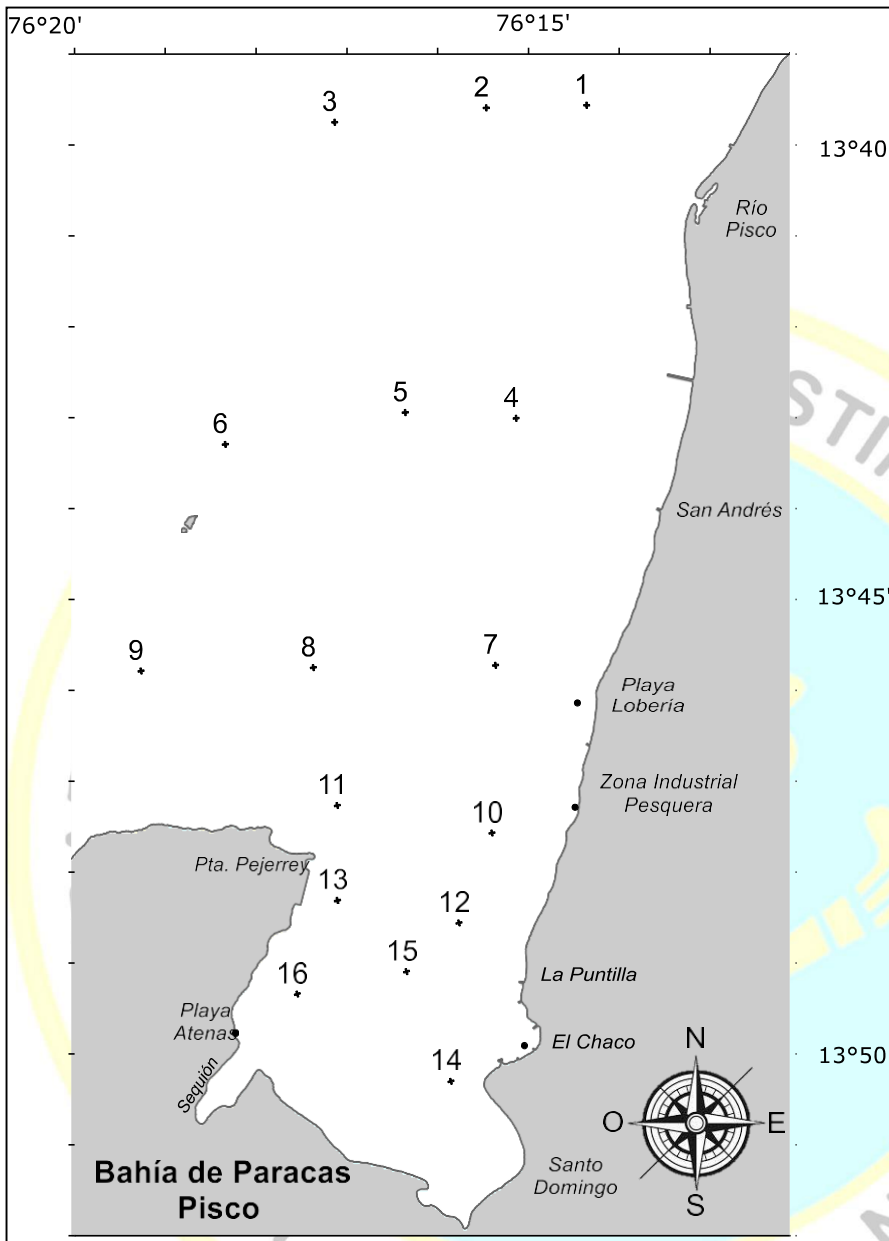 76°20'
76°15'
1
2
3
13°40
Río
Pisco
5
4
6
San Andrés
13°45'
9
8
7
Playa
Lobería
Zona Industrial
Pesquera
11
10
Pta. Pejerrey
13
12
15
16
La Puntilla
Playa
Atenas
El Chaco
N
13°50
14
Sequión
O
E
Santo
Domingo
S
Bahía de Paracas
Pisco
STI
N